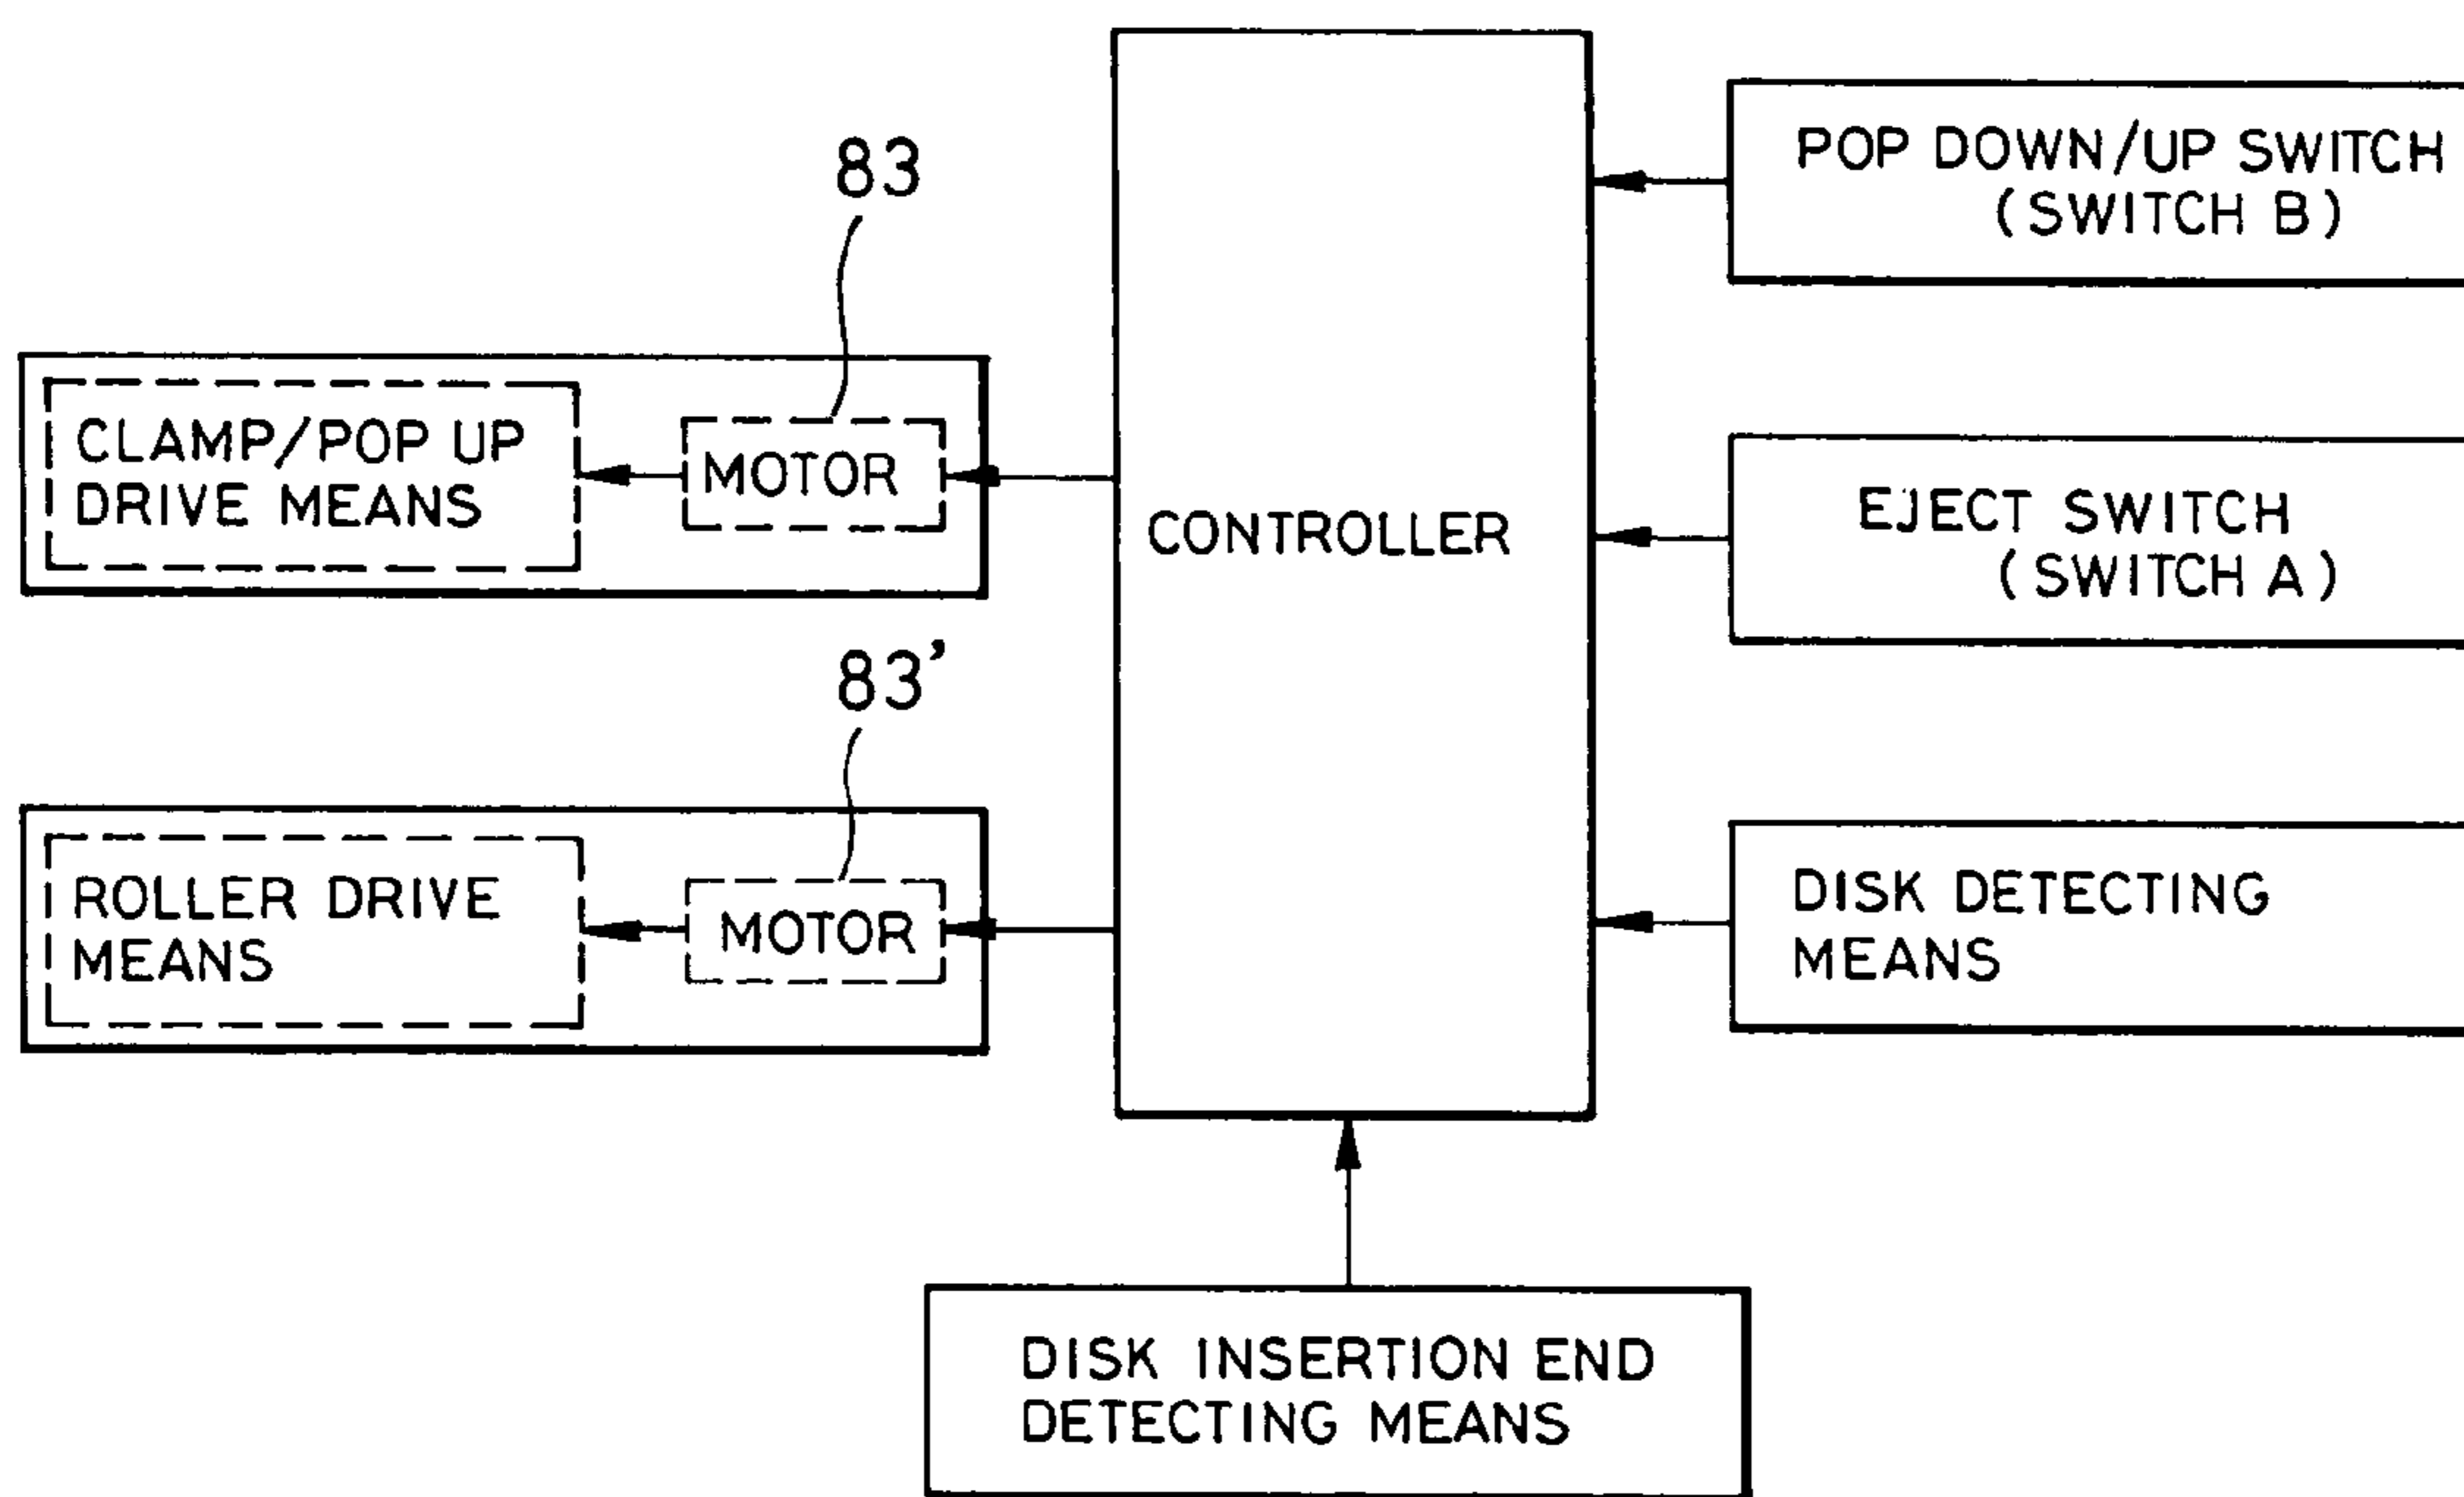 POP DOWN/UP SWITCH
(SWITCH B)
83
CLAMP/POP UP
DRIVE MEANS
MOTOR
CONTROLLER
EJECT SWITCH
(SWITCH A)
83'
ROLLER DRIVE
MEANS
MOTOR
DISK DETECTING
MEANS
DISK INSERTION END
DETECTING MEANS